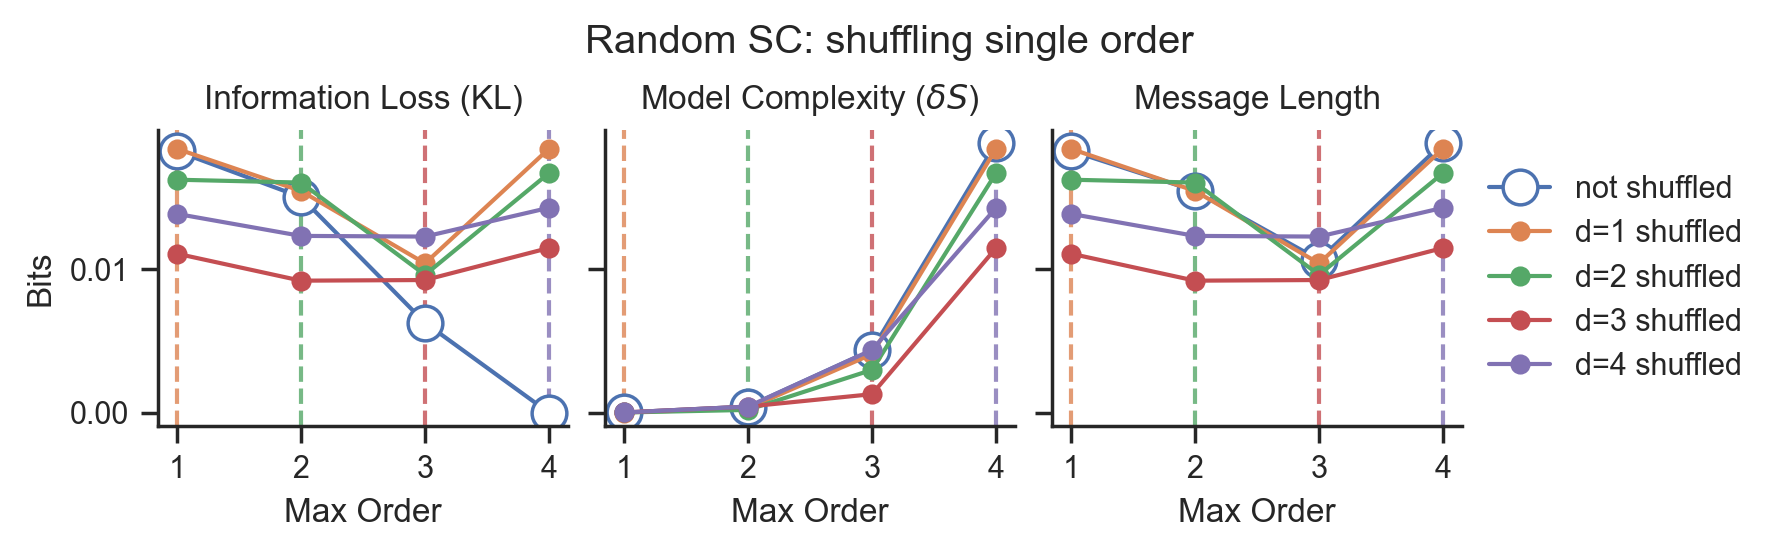 Random SC: shuffling single order
Information Loss (KL)
Model Complexity (δS)
Message Length
Bits
0.01
0.00
1 2 3 4
1 2 3 4
1 2 3 4
Max Order
Max Order
Max Order
not shuffled
d=1 shuffled
d=2 shuffled
d=3 shuffled
d=4 shuffled